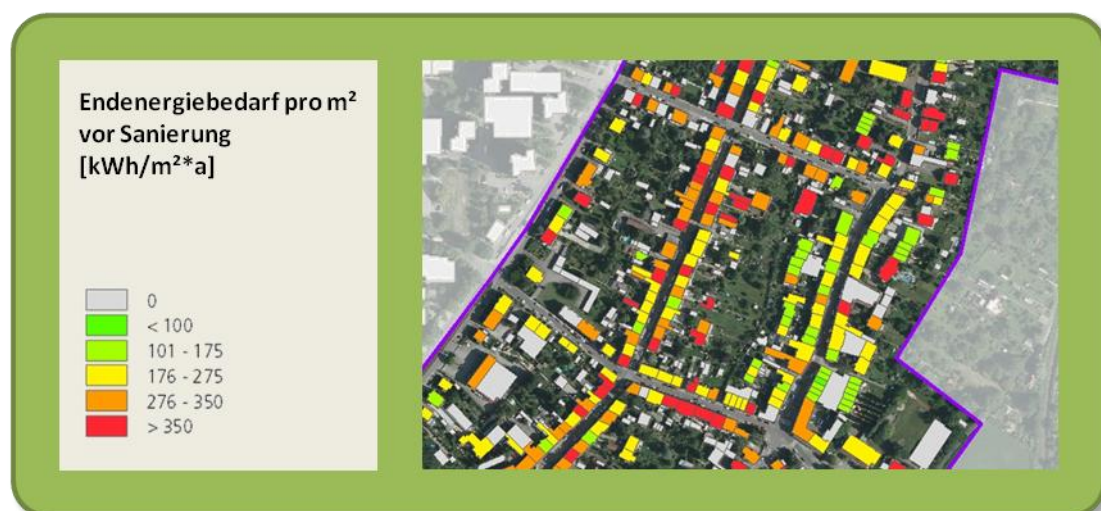 Endenergiebedarf pro m²
vor Sanierung
[kWh/m²*a]
0
< 100
101 - 175
176 - 275
276 - 350
> 350